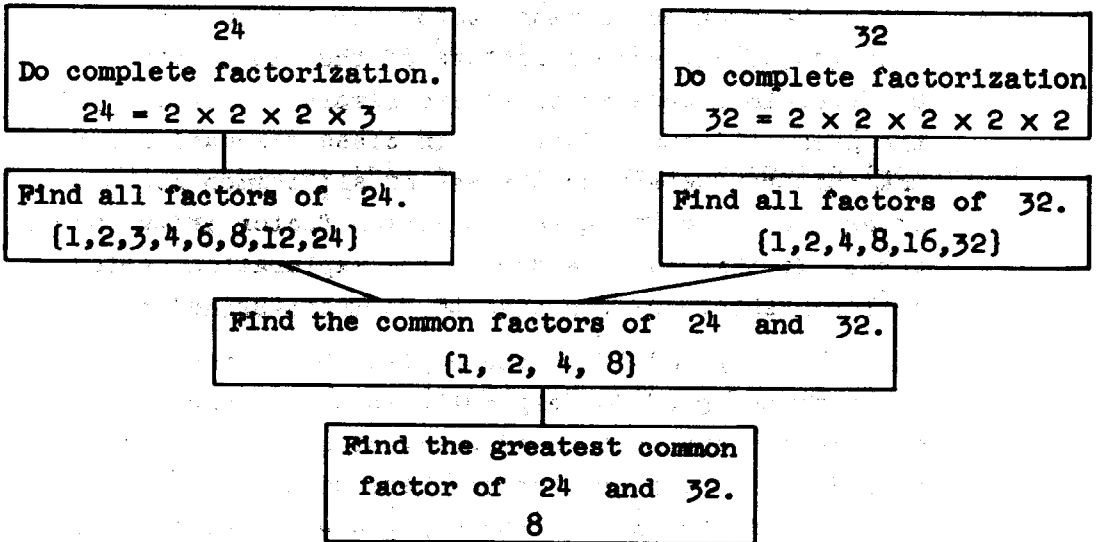 24
Do complete factorization.
24 = 2 × 2 × 2 × 3
32
Do complete factorization
32 = 2 × 2 × 2 × 2 × 2
Find all factors of 24.
{1,2,3,4,6,8,12,24}
Find all factors of 32.
{1,2,4,8,16,32}
Find the common factors of 24 and 32.
{1, 2, 4, 8}
Find the greatest common
factor of 24 and 32.
8